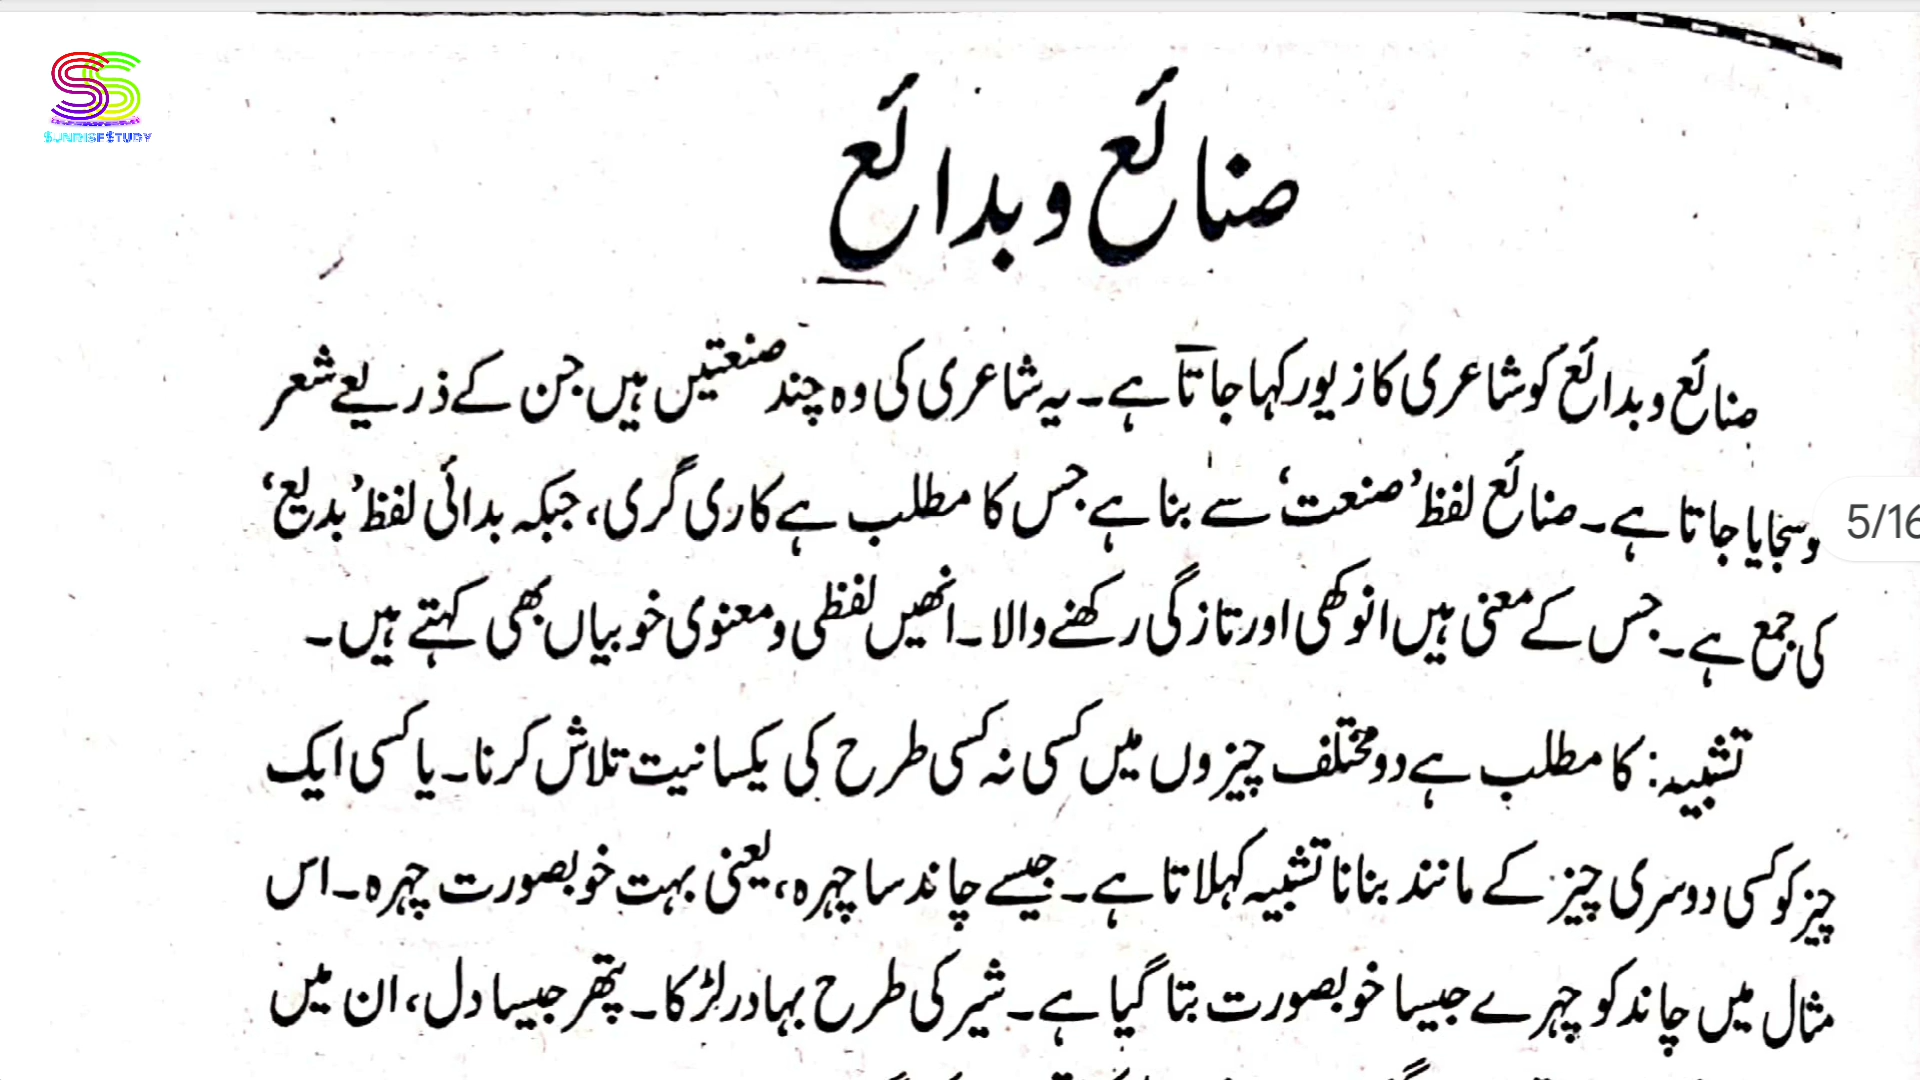 SUNRISE STUDY
صنائع و بدائع
صنائع و بدائع کو شاعری کا زیور کہا جاتا ہے۔ یہ شاعری کی وہ چند صنعتیں ہیں جن کے ذریعے شعر
و سجایا جاتا ہے۔ صنائع لفظ ’صنعت‘ سے بنا ہے جس کا مطلب ہے کاری گری، جبکہ بدائی لفظ ’بدیع‘
کی جمع ہے۔ جس کے معنی ہیں انوکھی اور تازگی رکھنے والا۔ انھیں لفظی و معنوی خوبیاں بھی کہتے ہیں۔
تشبیہ: کا مطلب ہے دو مختلف چیزوں میں کسی نہ کسی طرح کی یکسانیت تلاش کرنا۔ یا کسی ایک
چیز کو کسی دوسری چیز کے مانند بنانا تشبیہ کہلاتا ہے۔ جیسے چاند سا چہرہ، یعنی بہت خوبصورت چہرہ۔ اس
مثال میں چاند کو چہرے جیسا خوبصورت بتا گیا ہے۔ شیر کی طرح بہادر لڑکا۔ پتھر جیسا دل، ان میں
5/16